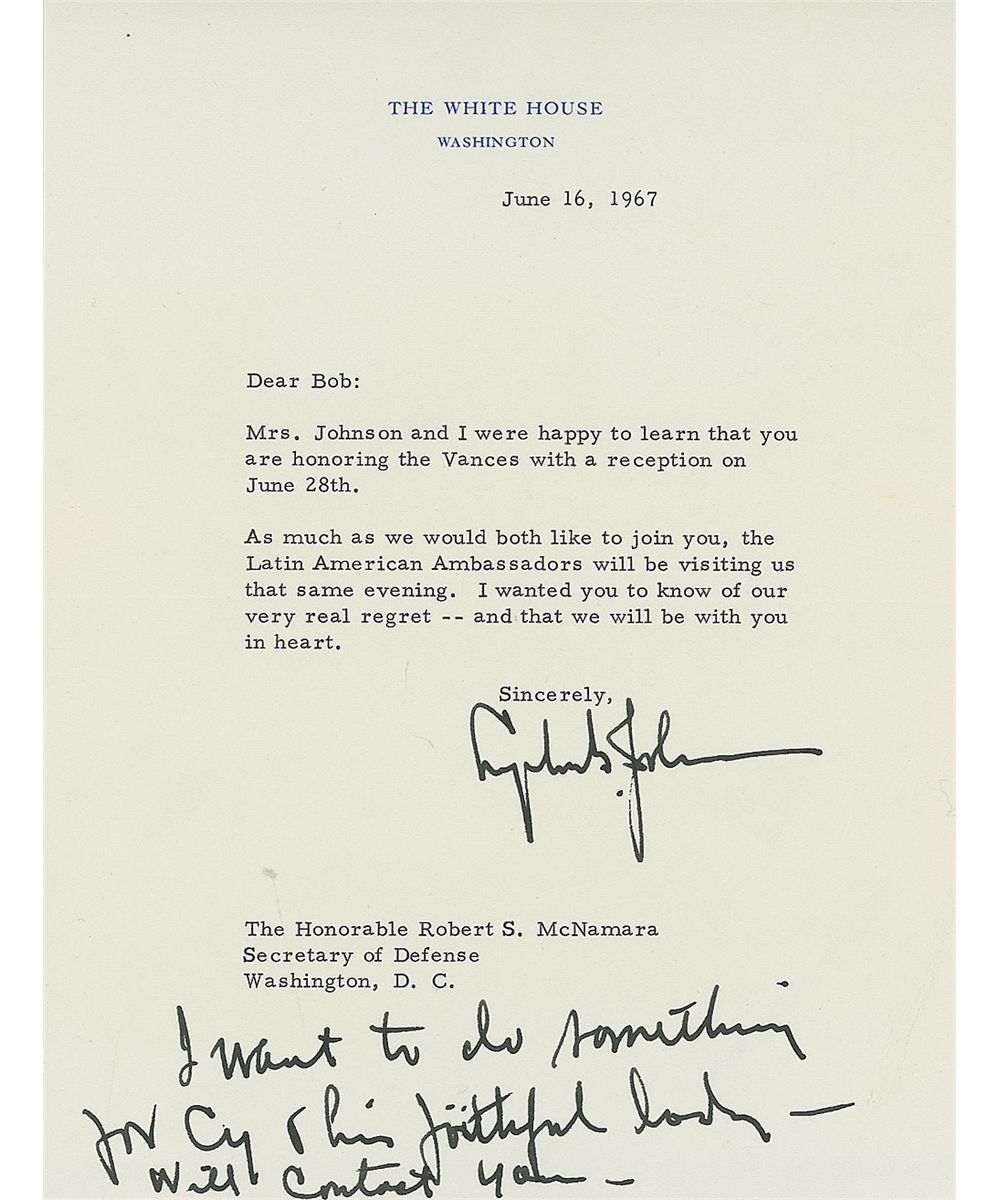 THE WHITE HOUSE
WASHINGTON
June 16, 1967
Dear Bob:
Mrs. Johnson and I were happy to learn that you
are honoring the Vances with a reception on
June 28th.
As much as we would both like to join you, the
Latin American Ambassadors will be visiting us
that same evening.  I wanted you to know of our
very real regret -- and that we will be with you
in heart.
Sincerely,
Lyndon B. Johnson
The Honorable Robert S. McNamara
Secretary of Defense
Washington, D. C.
I want to do something
for Cy & his faithful lady —
Will contact you —